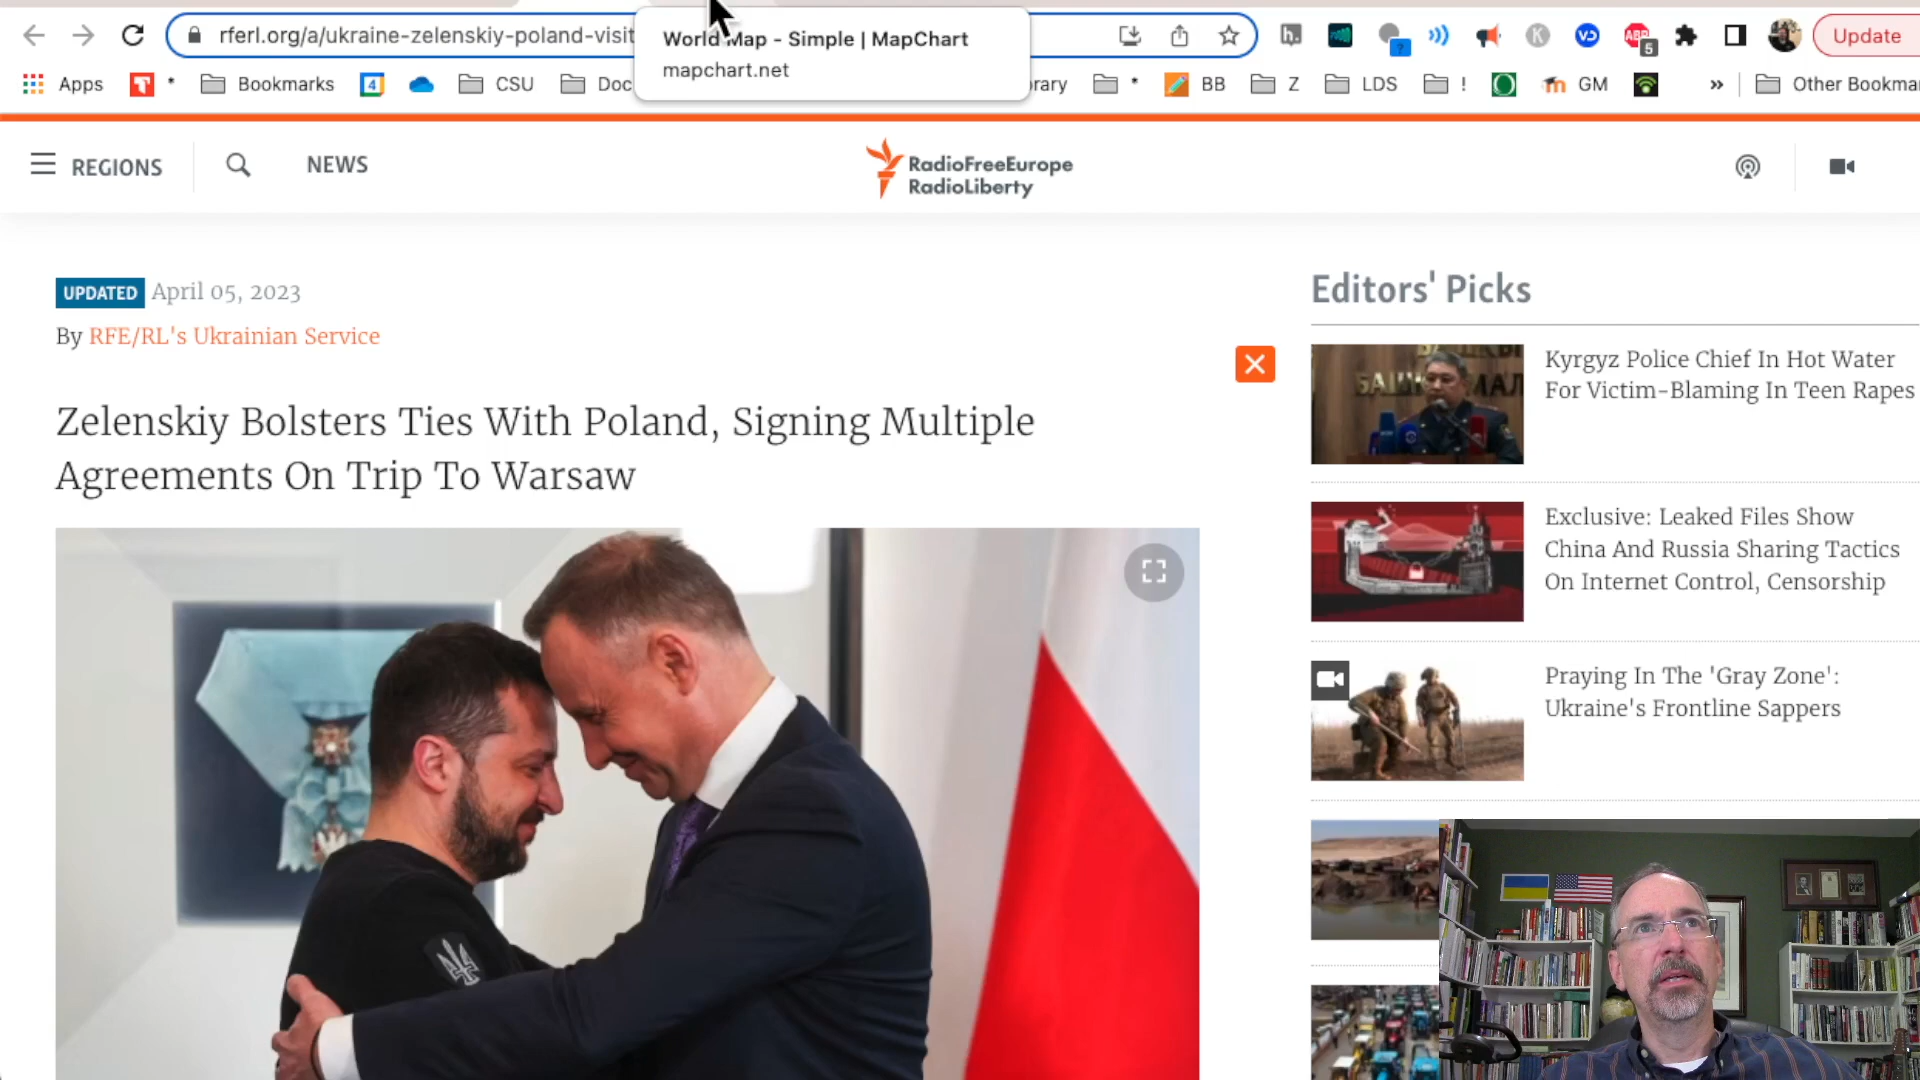 rferl.org/a/ukraine-zelenskiy-poland-visit
World Map - Simple | MapChart
mapchart.net
5
Update
Apps
*
Bookmarks
4
CSU
Doc
rary
*
BB
Z
LDS
!
GM
»
Other Bookma
REGIONS
NEWS
RadioFreeEurope
RadioLiberty
UPDATED April 05, 2023
By RFE/RL's Ukrainian Service
Zelenskiy Bolsters Ties With Poland, Signing Multiple
Agreements On Trip To Warsaw
Editors' Picks
Kyrgyz Police Chief In Hot Water
For Victim-Blaming In Teen Rapes
Exclusive: Leaked Files Show
China And Russia Sharing Tactics
On Internet Control, Censorship
Praying In The 'Gray Zone':
Ukraine's Frontline Sappers